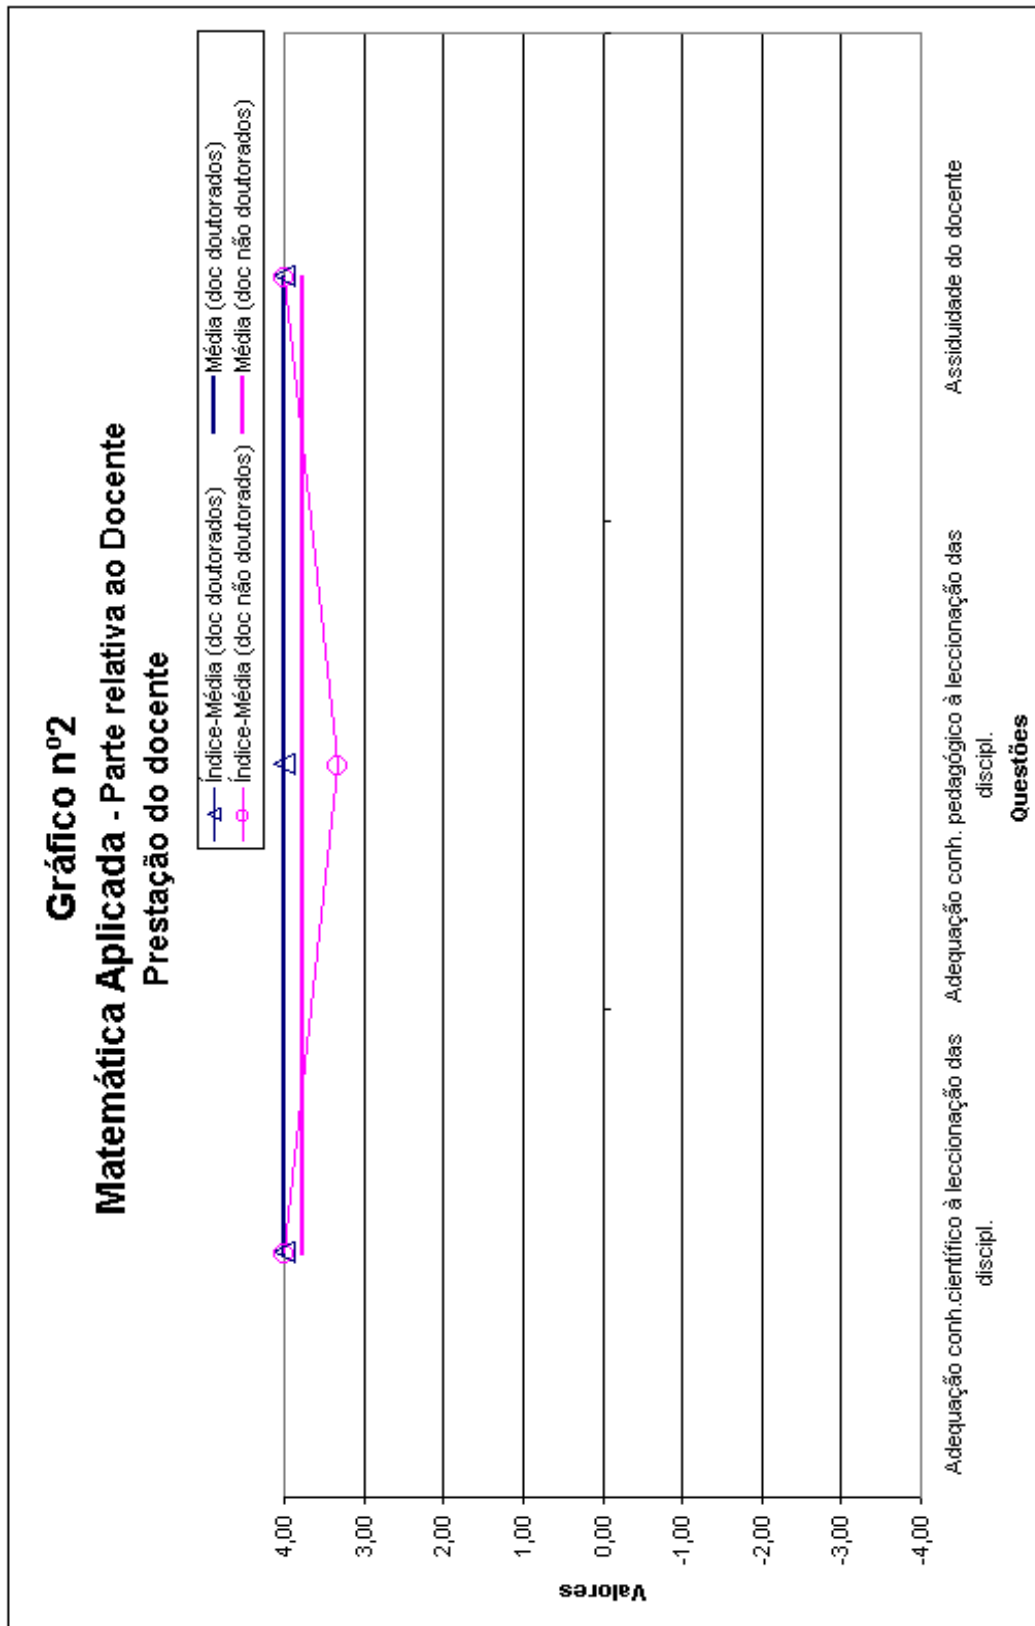 Gráfico nº2
Matemática Aplicada - Parte relativa ao Docente
Prestação do docente
Índice-Média (doc doutorados)
Média (doc doutorados)
Índice-Média (doc não doutorados)
Média (doc não doutorados)
4,00
3,00
2,00
1,00
0,00
-1,00
-2,00
-3,00
-4,00
Valores
Adequação conh.científico à leccionação das
discipl.
Adequação conh. pedagógico à leccionação das
discipl.
Assiduidade do docente
Questões